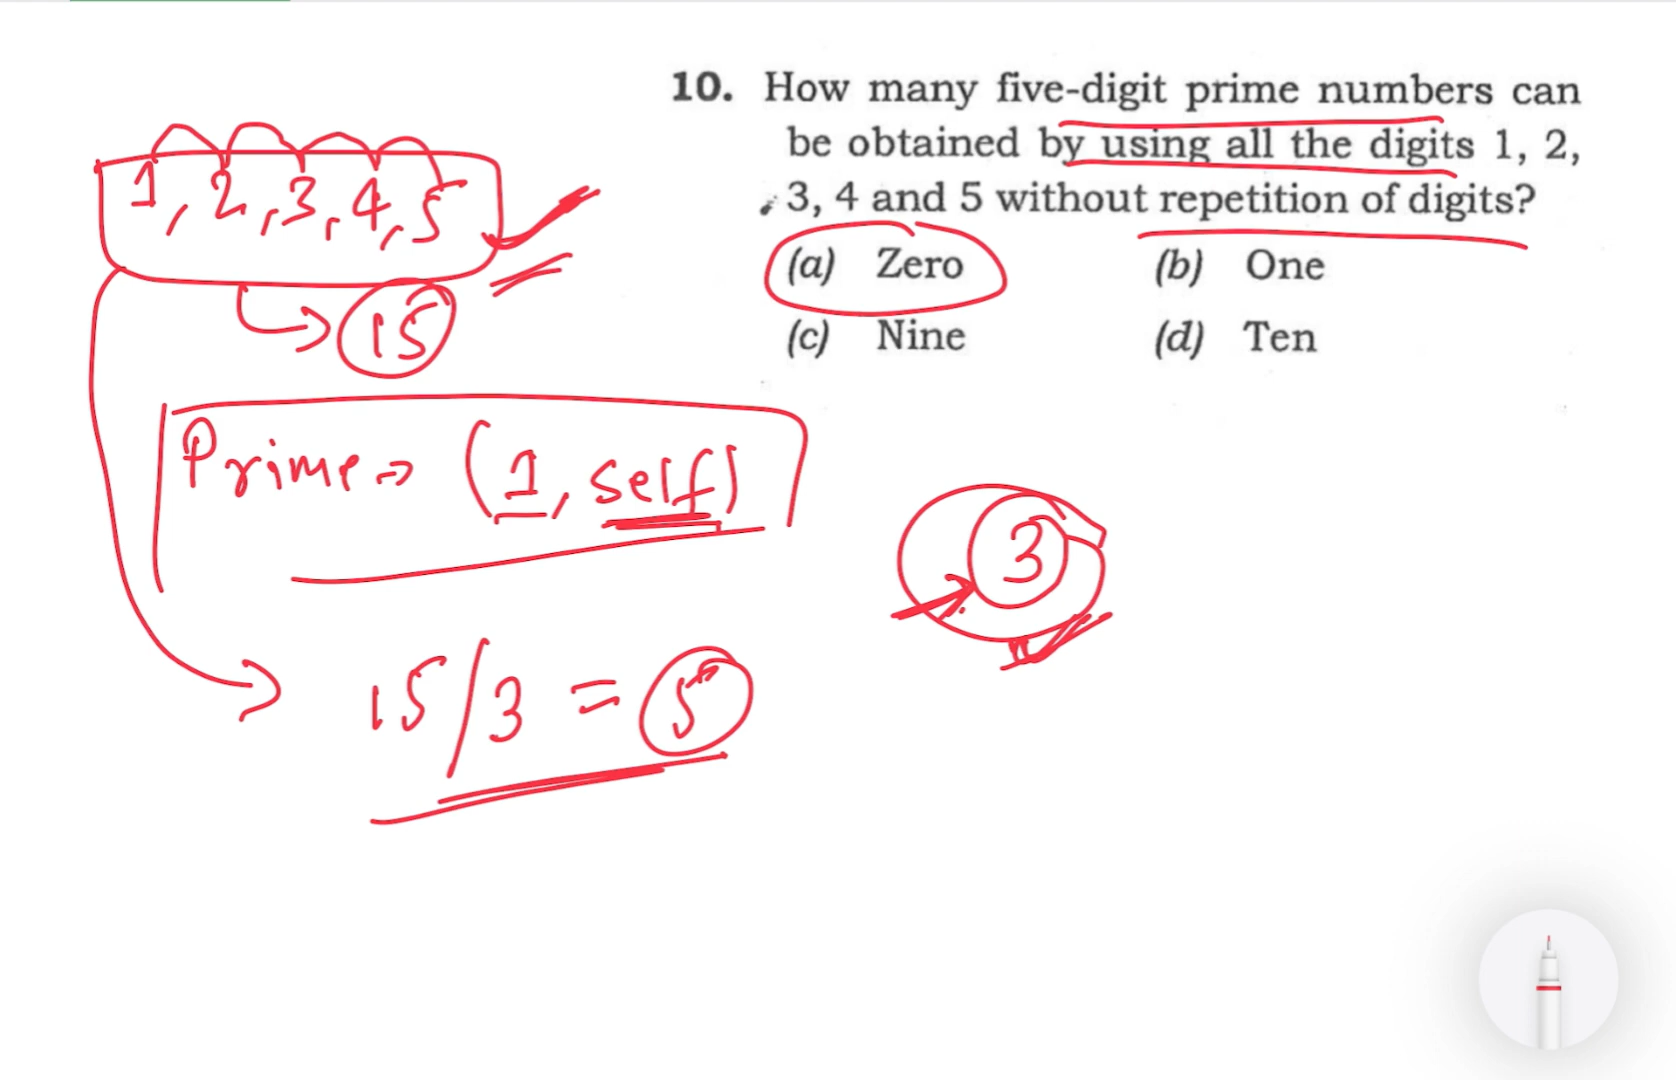 10. How many five-digit prime numbers can
be obtained by using all the digits 1, 2,
3, 4 and 5 without repetition of digits?
(a) Zero (b) One
(c) Nine (d) Ten
1, 2, 3, 4, 5
15
Prime → (1, self)
3
15/3 = 5